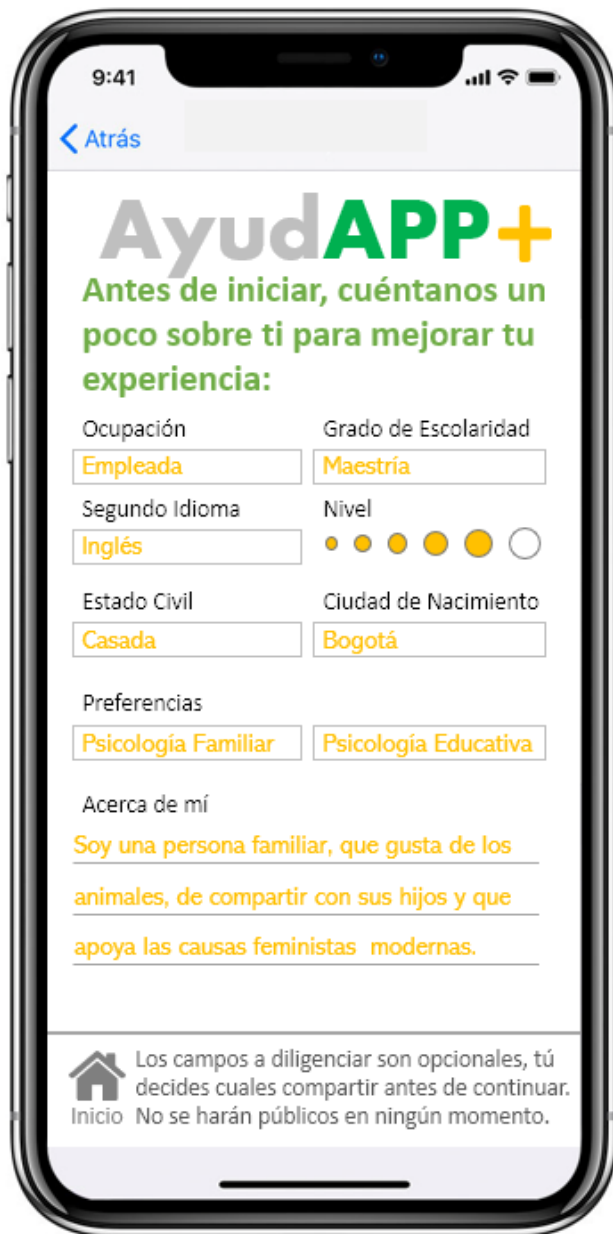 9:41
Atrás
AyudAPP+
Antes de iniciar, cuéntanos un
poco sobre ti para mejorar tu
experiencia:
Ocupación Grado de Escolaridad
Empleada Maestría
Segundo Idioma Nivel
Inglés
Estado Civil Ciudad de Nacimiento
Casada Bogotá
Preferencias
Psicología Familiar Psicología Educativa
Acerca de mí
Soy una persona familiar, que gusta de los
animales, de compartir con sus hijos y que
apoya las causas feministas modernas.
Los campos a diligenciar son opcionales, tú
decides cuales compartir antes de continuar.
Inicio No se harán públicos en ningún momento.